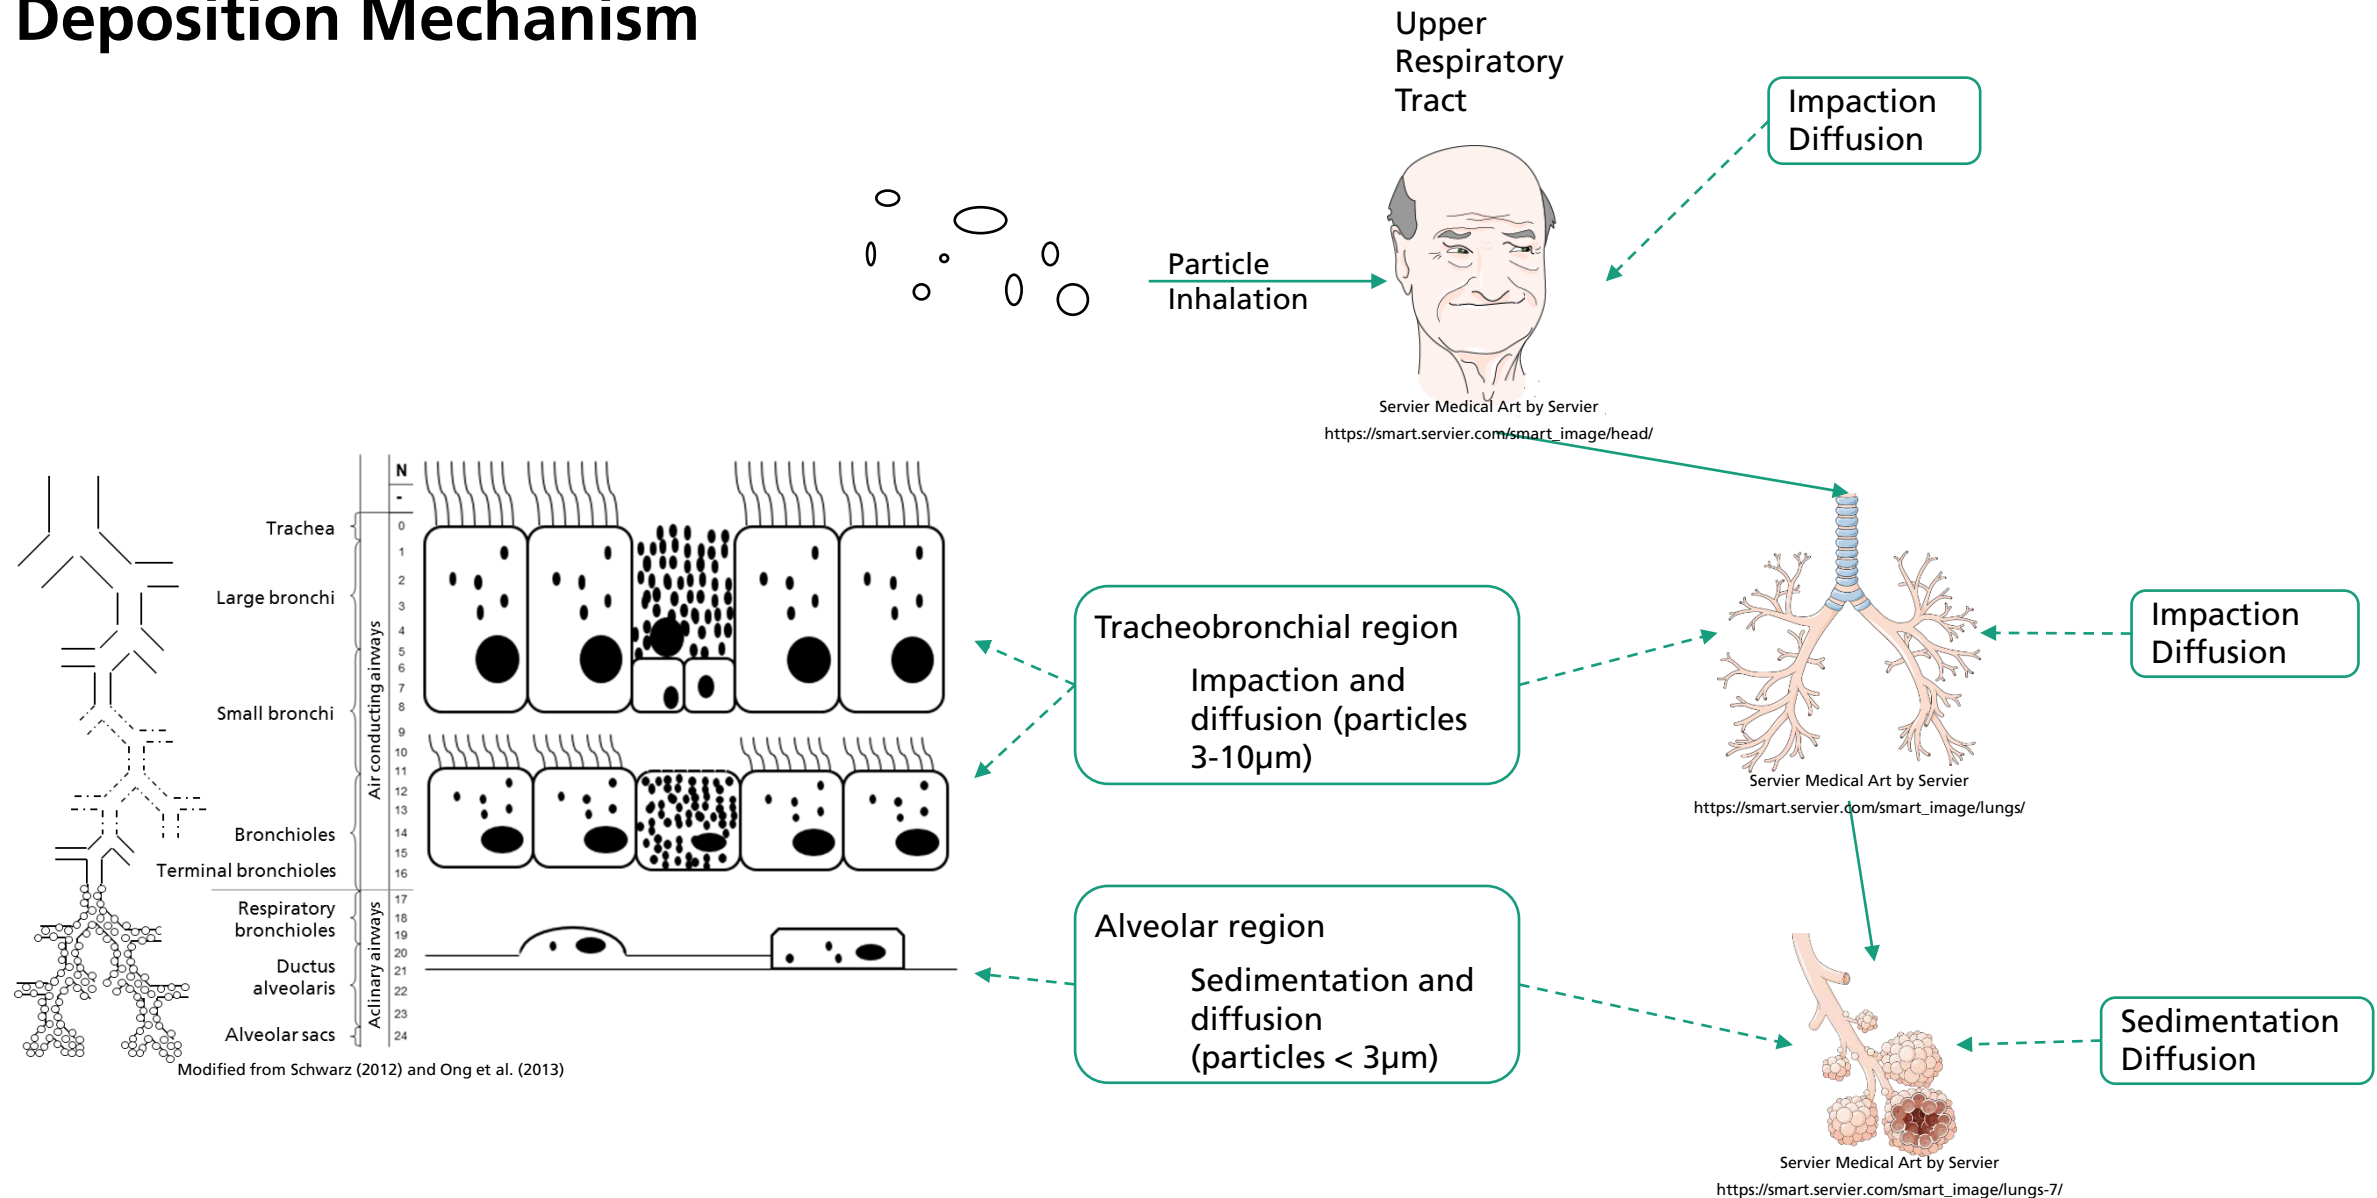 Deposition Mechanism
Upper
Respiratory
Tract
Impaction
Diffusion
Particle
Inhalation
Servier Medical Art by Servier
https://smart.servier.com/smart_image/head/
N
-
Trachea
Large bronchi
Small bronchi
Bronchioles
Terminal bronchioles
Respiratory
bronchioles
Ductus
alveolaris
Alveolar sacs
Air conducting airways
Aclinary airways
0
1
2
3
4
5
6
7
8
9
10
11
12
13
14
15
16
17
18
19
20
21
22
23
24
Modified from Schwarz (2012) and Ong et al. (2013)
Tracheobronchial region
Impaction and
diffusion (particles
3-10µm)
Impaction
Diffusion
Servier Medical Art by Servier
https://smart.servier.com/smart_image/lungs/
Alveolar region
Sedimentation and
diffusion
(particles < 3µm)
Sedimentation
Diffusion
Servier Medical Art by Servier
https://smart.servier.com/smart_image/lungs-7/